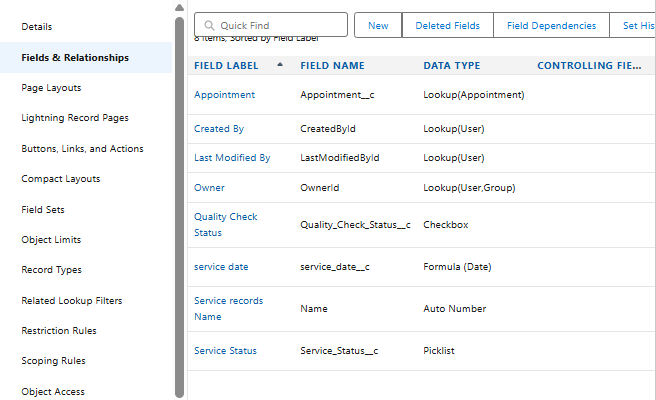 Details
Fields & Relationships
Page Layouts
Lightning Record Pages
Buttons, Links, and Actions
Compact Layouts
Field Sets
Object Limits
Record Types
Related Lookup Filters
Restriction Rules
Scoping Rules
Object Access
Quick Find
New
Deleted Fields
Field Dependencies
Set His
8 Items, Sorted by Field Label
FIELD LABEL FIELD NAME DATA TYPE CONTROLLING FIE...
Appointment Appointment__c Lookup(Appointment)
Created By CreatedById Lookup(User)
Last Modified By LastModifiedById Lookup(User)
Owner OwnerId Lookup(User,Group)
Quality Check
Status Quality_Check_Status__c Checkbox
service date service_date__c Formula (Date)
Service records
Name Name Auto Number
Service Status Service_Status__c Picklist